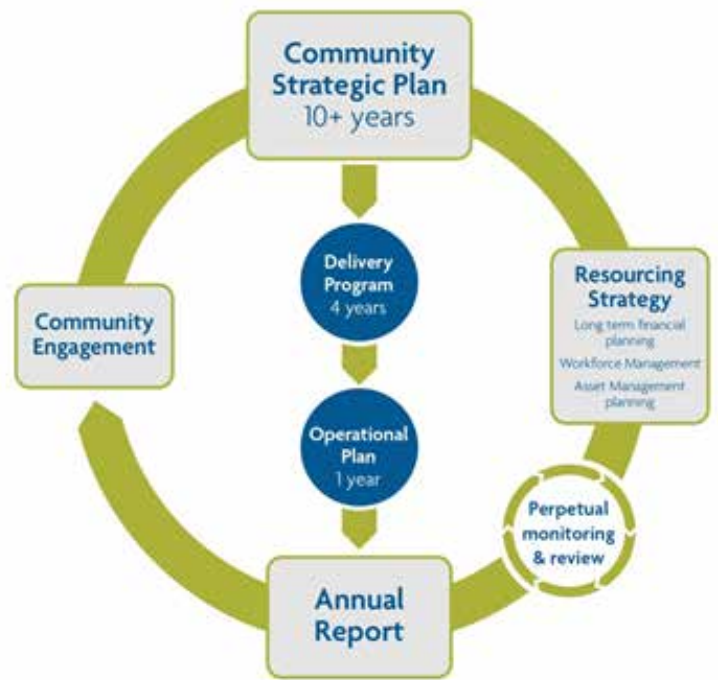 Community
Strategic Plan
10+ years
Delivery
Program
4 years
Community
Engagement
Resourcing
Strategy
Long term financial
planning
Workforce Management
Asset Management
planning
Operational
Plan
1 year
Perpetual
monitoring
& review
Annual
Report